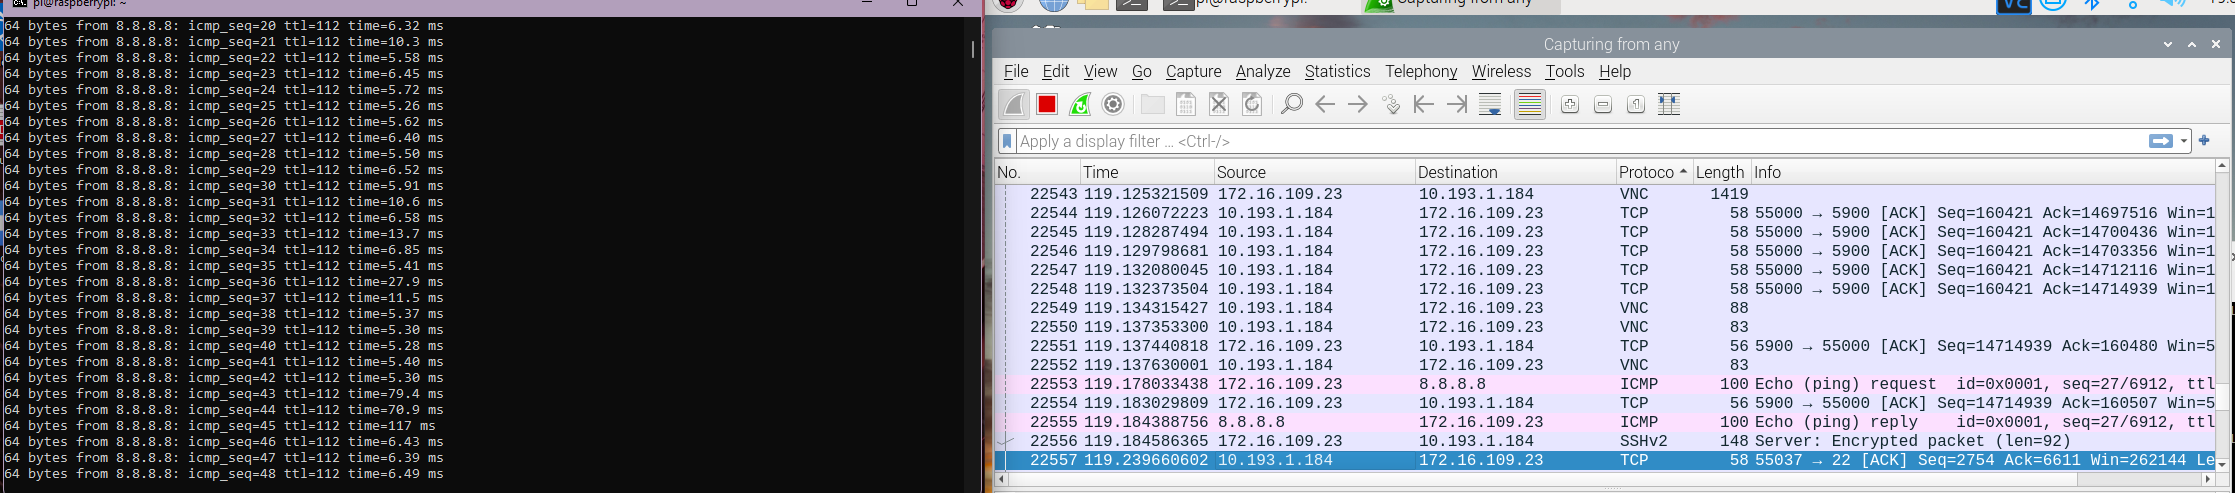 pi@raspberrypi: ~
64 bytes from 8.8.8.8: icmp_seq=20 ttl=112 time=6.32 ms
64 bytes from 8.8.8.8: icmp_seq=21 ttl=112 time=10.3 ms
64 bytes from 8.8.8.8: icmp_seq=22 ttl=112 time=5.58 ms
64 bytes from 8.8.8.8: icmp_seq=23 ttl=112 time=6.45 ms
64 bytes from 8.8.8.8: icmp_seq=24 ttl=112 time=5.72 ms
64 bytes from 8.8.8.8: icmp_seq=25 ttl=112 time=5.26 ms
64 bytes from 8.8.8.8: icmp_seq=26 ttl=112 time=5.62 ms
64 bytes from 8.8.8.8: icmp_seq=27 ttl=112 time=6.40 ms
64 bytes from 8.8.8.8: icmp_seq=28 ttl=112 time=5.50 ms
64 bytes from 8.8.8.8: icmp_seq=29 ttl=112 time=6.52 ms
64 bytes from 8.8.8.8: icmp_seq=30 ttl=112 time=5.91 ms
64 bytes from 8.8.8.8: icmp_seq=31 ttl=112 time=10.6 ms
64 bytes from 8.8.8.8: icmp_seq=32 ttl=112 time=6.58 ms
64 bytes from 8.8.8.8: icmp_seq=33 ttl=112 time=13.7 ms
64 bytes from 8.8.8.8: icmp_seq=34 ttl=112 time=6.85 ms
64 bytes from 8.8.8.8: icmp_seq=35 ttl=112 time=5.41 ms
64 bytes from 8.8.8.8: icmp_seq=36 ttl=112 time=27.9 ms
64 bytes from 8.8.8.8: icmp_seq=37 ttl=112 time=11.5 ms
64 bytes from 8.8.8.8: icmp_seq=38 ttl=112 time=5.37 ms
64 bytes from 8.8.8.8: icmp_seq=39 ttl=112 time=5.30 ms
64 bytes from 8.8.8.8: icmp_seq=40 ttl=112 time=5.28 ms
64 bytes from 8.8.8.8: icmp_seq=41 ttl=112 time=5.40 ms
64 bytes from 8.8.8.8: icmp_seq=42 ttl=112 time=5.30 ms
64 bytes from 8.8.8.8: icmp_seq=43 ttl=112 time=79.4 ms
64 bytes from 8.8.8.8: icmp_seq=44 ttl=112 time=70.9 ms
64 bytes from 8.8.8.8: icmp_seq=45 ttl=112 time=117 ms
64 bytes from 8.8.8.8: icmp_seq=46 ttl=112 time=6.43 ms
64 bytes from 8.8.8.8: icmp_seq=47 ttl=112 time=6.39 ms
64 bytes from 8.8.8.8: icmp_seq=48 ttl=112 time=6.49 ms
pi@raspberrypi: Capturing from any
Capturing from any
File Edit View Go Capture Analyze Statistics Telephony Wireless Tools Help
Apply a display filter … <Ctrl-/>
No. Time Source Destination Protoco Length Info
22543 119.125321509 172.16.109.23 10.193.1.184 VNC 1419
22544 119.126072223 10.193.1.184 172.16.109.23 TCP 58 55000 → 5900 [ACK] Seq=160421 Ack=14697516 Win=1
22545 119.128287494 10.193.1.184 172.16.109.23 TCP 58 55000 → 5900 [ACK] Seq=160421 Ack=14700436 Win=1
22546 119.129798681 10.193.1.184 172.16.109.23 TCP 58 55000 → 5900 [ACK] Seq=160421 Ack=14703356 Win=1
22547 119.132080045 10.193.1.184 172.16.109.23 TCP 58 55000 → 5900 [ACK] Seq=160421 Ack=14712116 Win=1
22548 119.132373504 10.193.1.184 172.16.109.23 TCP 58 55000 → 5900 [ACK] Seq=160421 Ack=14714939 Win=1
22549 119.134315427 10.193.1.184 172.16.109.23 VNC 88
22550 119.137353300 10.193.1.184 172.16.109.23 VNC 83
22551 119.137440818 172.16.109.23 10.193.1.184 TCP 56 5900 → 55000 [ACK] Seq=14714939 Ack=160480 Win=5
22552 119.137630001 10.193.1.184 172.16.109.23 VNC 83
22553 119.178033438 172.16.109.23 8.8.8.8 ICMP 100 Echo (ping) request id=0x0001, seq=27/6912, ttl
22554 119.183029809 172.16.109.23 10.193.1.184 TCP 56 5900 → 55000 [ACK] Seq=14714939 Ack=160507 Win=5
22555 119.184388756 8.8.8.8 172.16.109.23 ICMP 100 Echo (ping) reply id=0x0001, seq=27/6912, ttl
22556 119.184586365 172.16.109.23 10.193.1.184 SSHv2 148 Server: Encrypted packet (len=92)
22557 119.239660602 10.193.1.184 172.16.109.23 TCP 58 55037 → 22 [ACK] Seq=2754 Ack=6611 Win=262144 Le